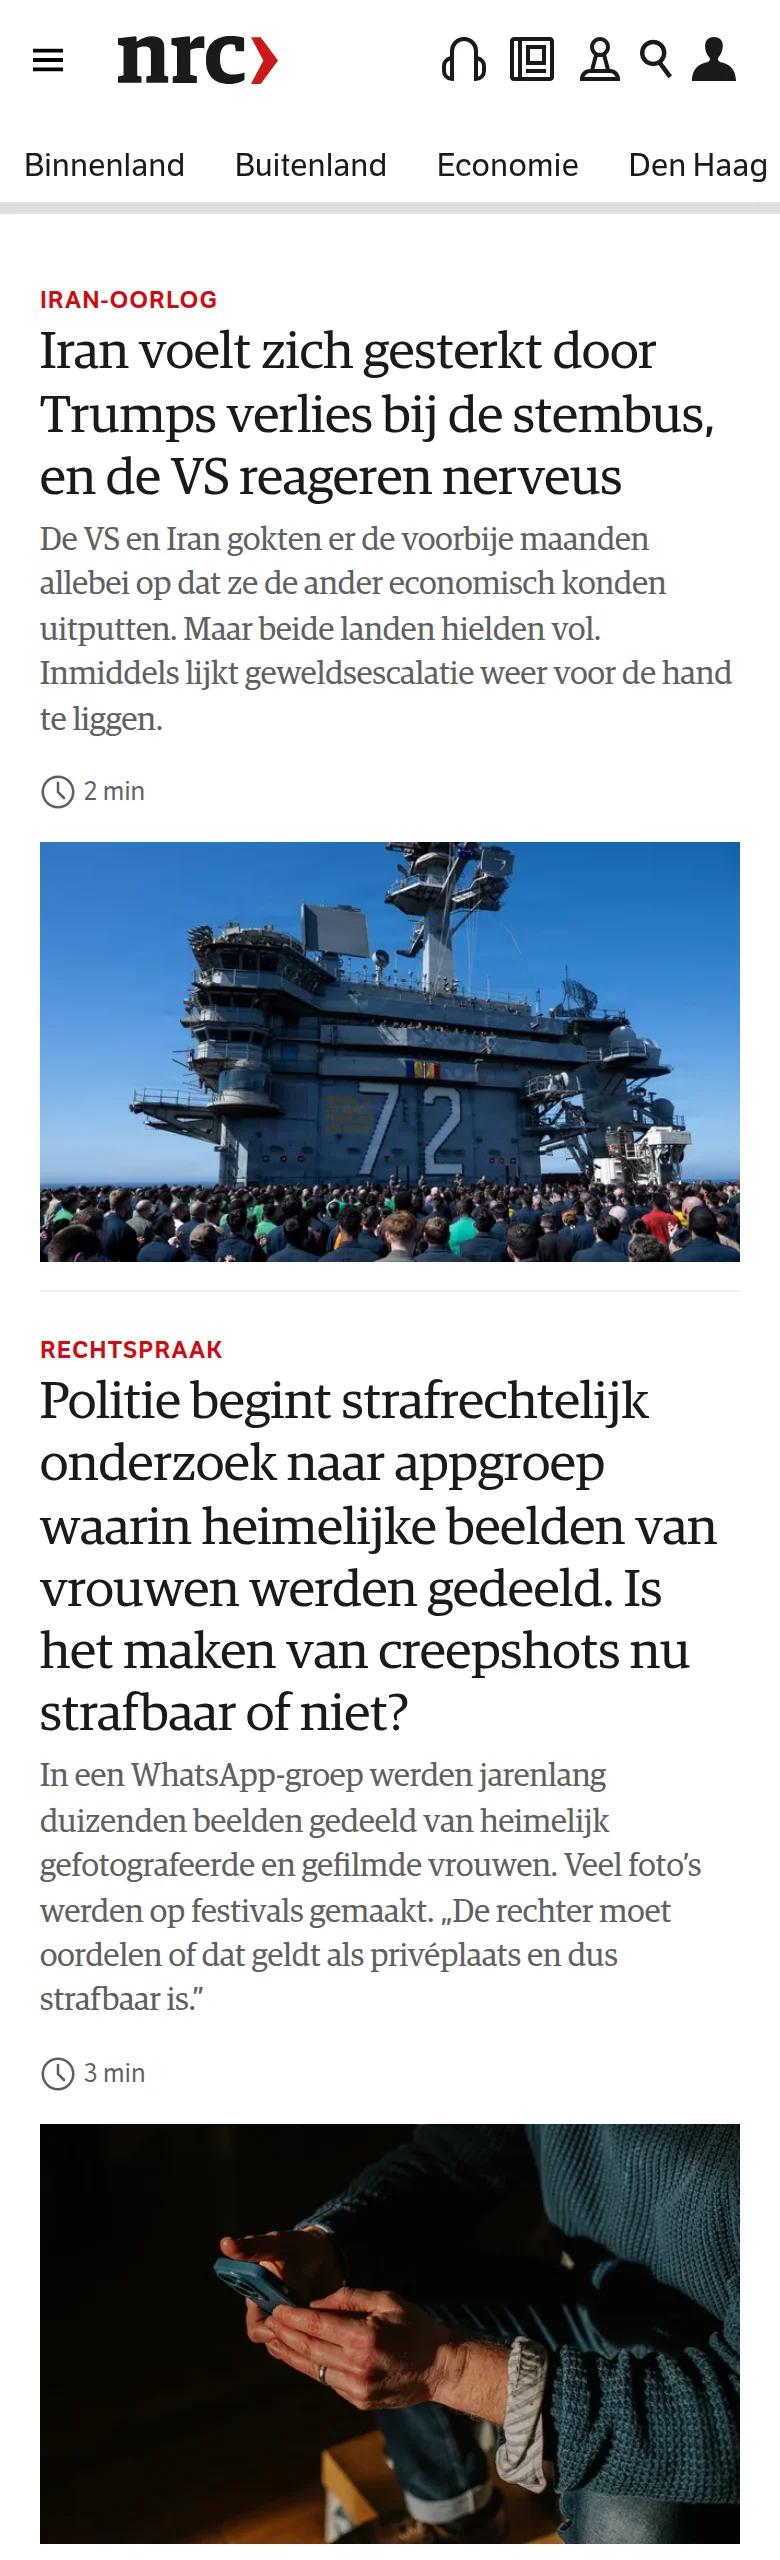 nrc
Binnenland Buitenland Economie Den Haag
IRAN-OORLOG
Iran voelt zich gesterkt door
Trumps verlies bij de stembus,
en de VS reageren nerveus
De VS en Iran gokten er de voorbije maanden
allebei op dat ze de ander economisch konden
uitputten. Maar beide landen hielden vol.
Inmiddels lijkt geweldsescalatie weer voor de hand
te liggen.
2 min
72
RECHTSPRAAK
Politie begint strafrechtelijk
onderzoek naar appgroep
waarin heimelijke beelden van
vrouwen werden gedeeld. Is
het maken van creepshots nu
strafbaar of niet?
In een WhatsApp-groep werden jarenlang
duizenden beelden gedeeld van heimelijk
gefotografeerde en gefilmde vrouwen. Veel foto’s
werden op festivals gemaakt. „De rechter moet
oordelen of dat geldt als privéplaats en dus
strafbaar is.”
3 min